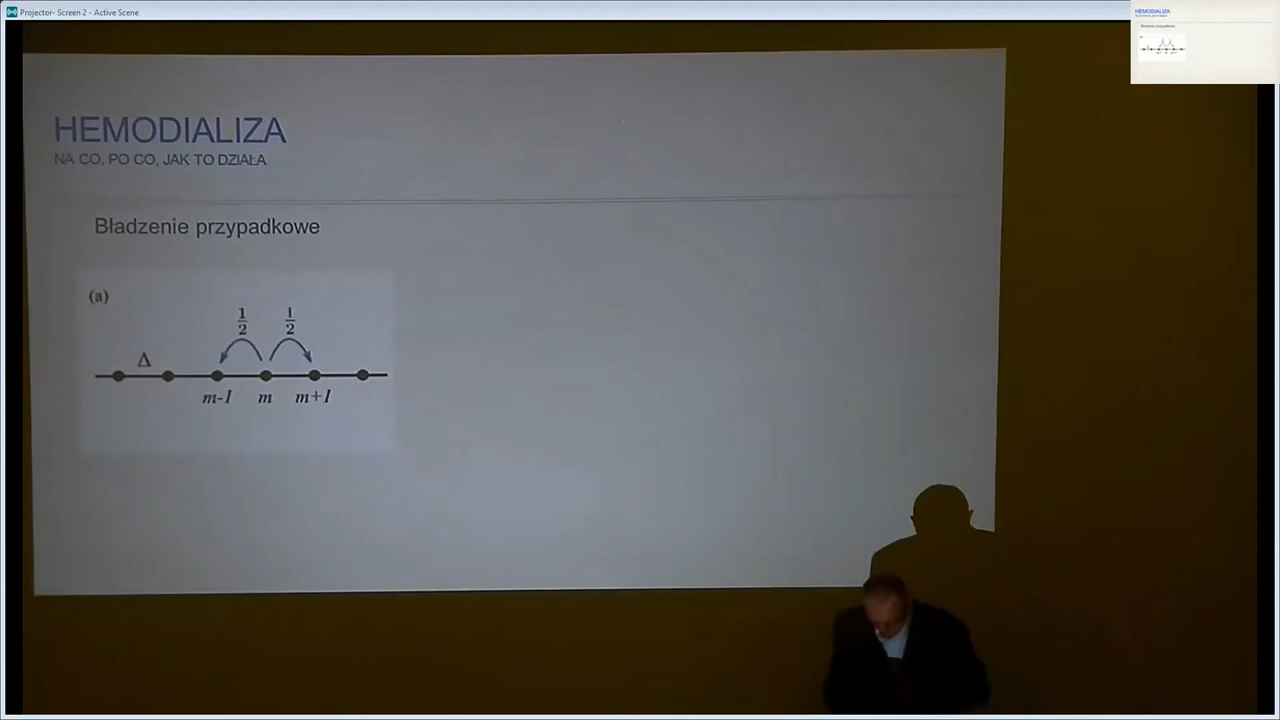 Projector- Screen 2 - Active Scene
HEMODIALIZA
NA CO, PO CO, JAK TO DZIAŁA
Bładzenie przypadkowe
(a)
1/2 1/2
Δ
m-1 m m+1
HEMODIALIZA